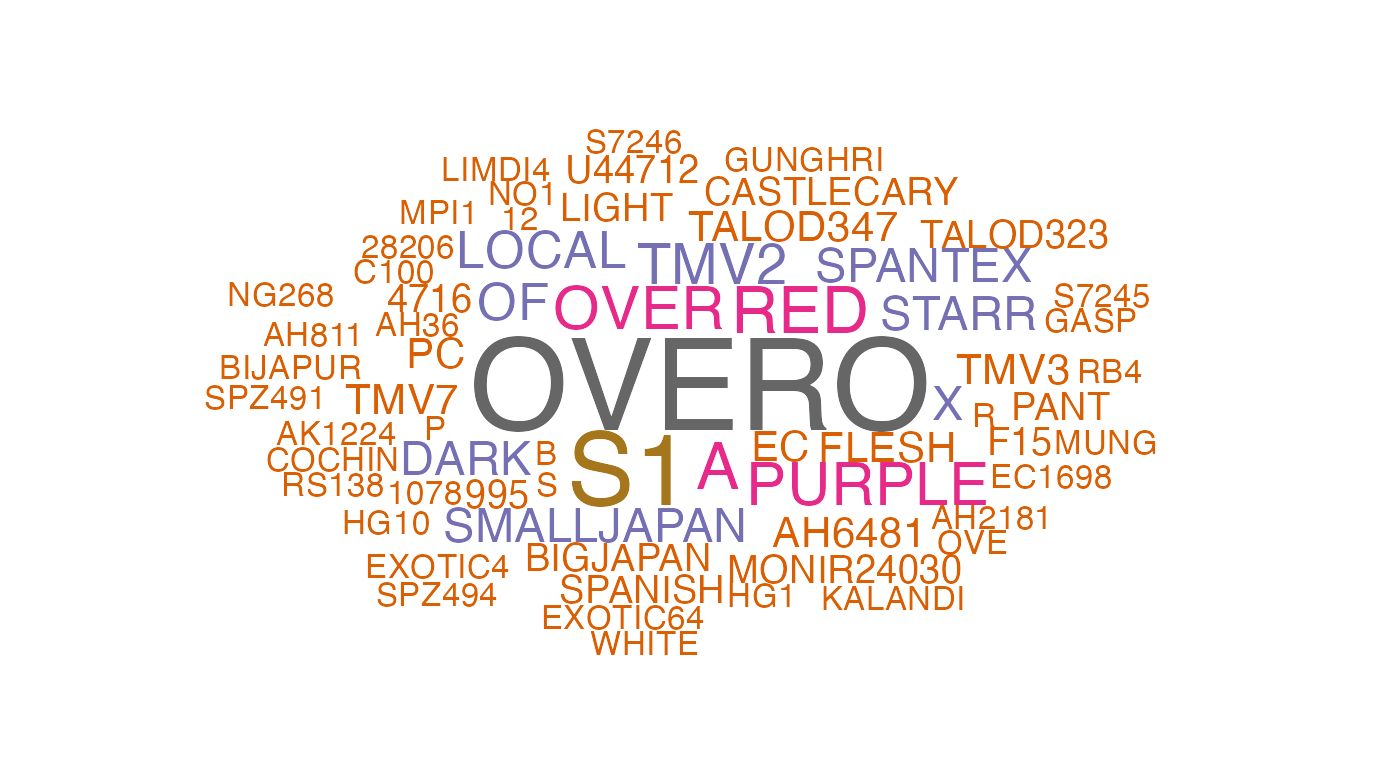 S7246
LIMDI4 U44712 GUNGHRI
NO1 CASTLECARY
MPI1 12 LIGHT TALOD347 TALOD323
28206 LOCAL TMV2 SPANTEX
C100
NG268 4716 OF OVER RED STARR S7245
AH811 AH36 GASP
BIJAPUR PC OVERO TMV3 RB4
SPZ491 TMV7 X R PANT
AK1224 P EC FLESH F15 MUNG
COCHIN DARK B S1 A PURPLE EC1698
RS138 1078 995 S
HG10 SMALLJAPAN AH6481 AH2181
OVE
EXOTIC4 BIGJAPAN MONIR24030
SPZ494 SPANISH HG1 KALANDI
EXOTIC64
WHITE